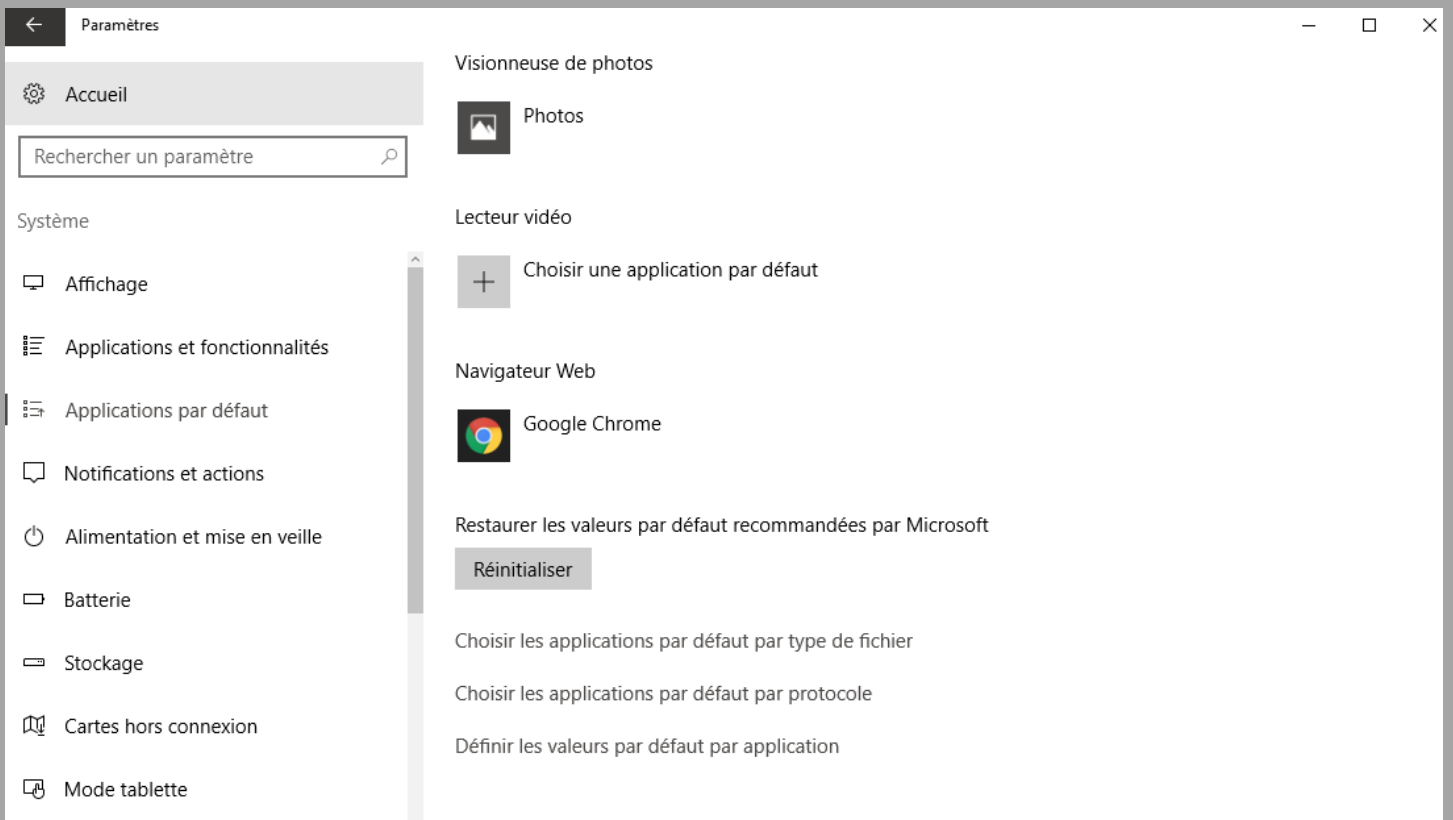 Paramètres
Accueil
Rechercher un paramètre
Système
Affichage
Applications et fonctionnalités
Applications par défaut
Notifications et actions
Alimentation et mise en veille
Batterie
Stockage
Cartes hors connexion
Mode tablette
Visionneuse de photos
Photos
Lecteur vidéo
Choisir une application par défaut
Navigateur Web
Google Chrome
Restaurer les valeurs par défaut recommandées par Microsoft
Réinitialiser
Choisir les applications par défaut par type de fichier
Choisir les applications par défaut par protocole
Définir les valeurs par défaut par application